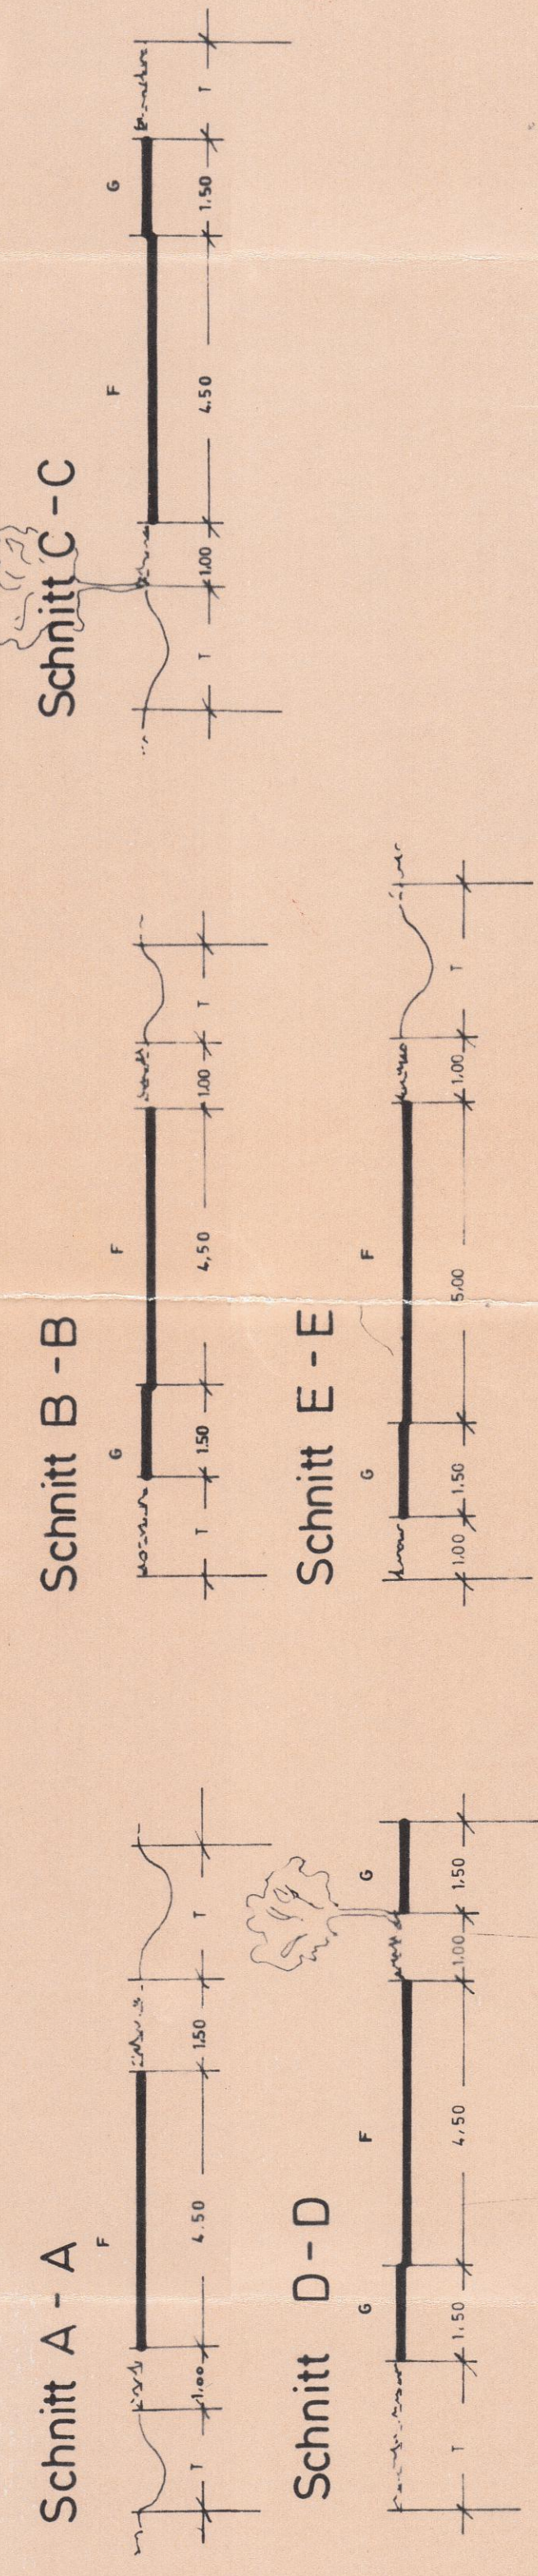 Schnitt A - A
F
T 1.00 4.50 1.50 T
Schnitt B - B
G F
T 1.50 4,50 1.00 T
Schnitt C - C
F G
T 1.00 4.50 1.50 T
Schnitt D - D
G F G
T 1.50 4,50 1.00 1,50
Schnitt E - E
G F
1.00 1.50 5,00 1,00 T